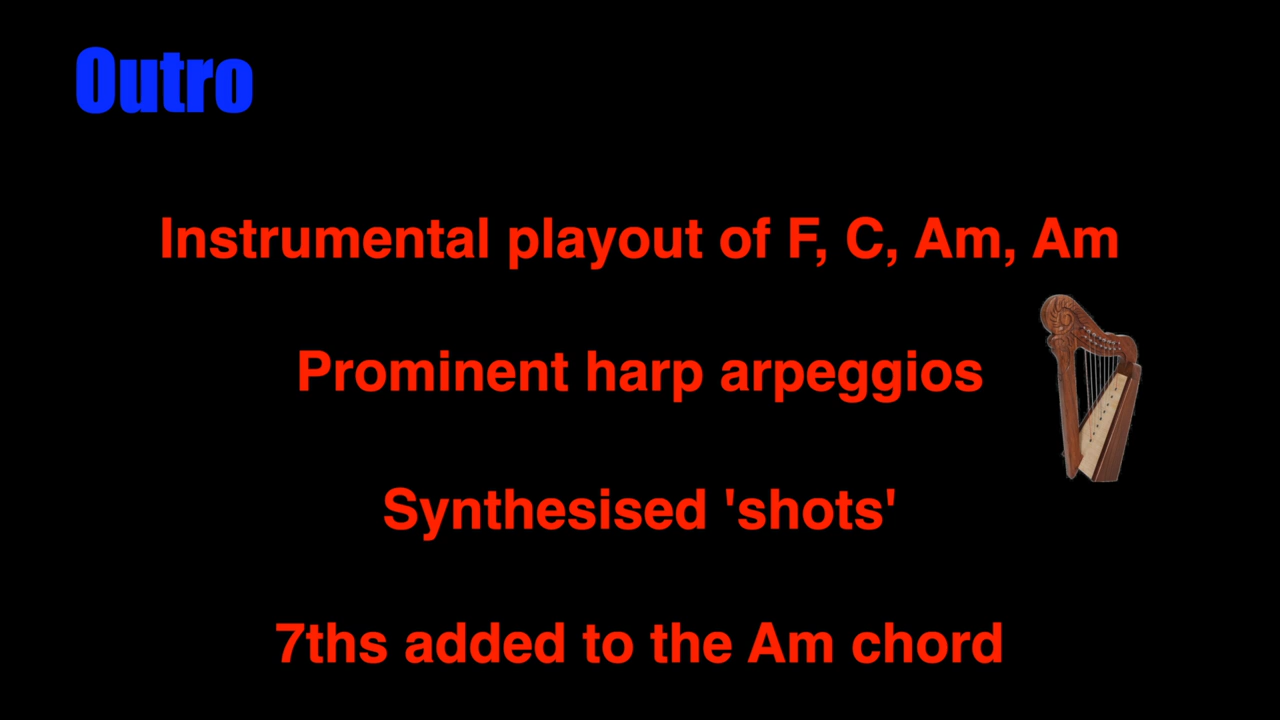 Outro
Instrumental playout of F, C, Am, Am
Prominent harp arpeggios
Synthesised 'shots'
7ths added to the Am chord